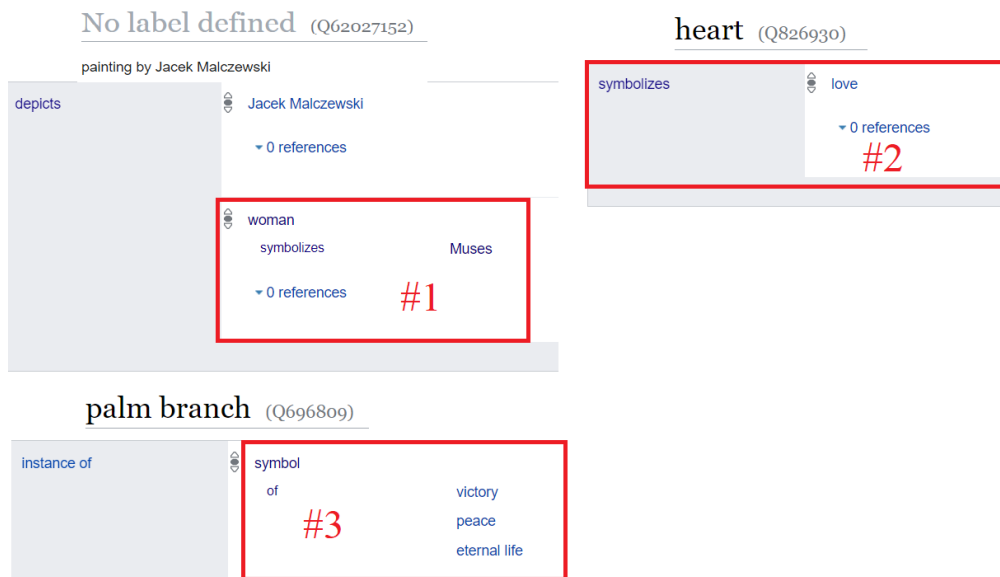 No label defined (Q62027152)
painting by Jacek Malczewski
depicts
Jacek Malczewski
0 references
woman
symbolizes Muses
0 references
#1
heart (Q826930)
symbolizes love
0 references
#2
palm branch (Q696809)
instance of symbol
of victory
#3 peace
eternal life